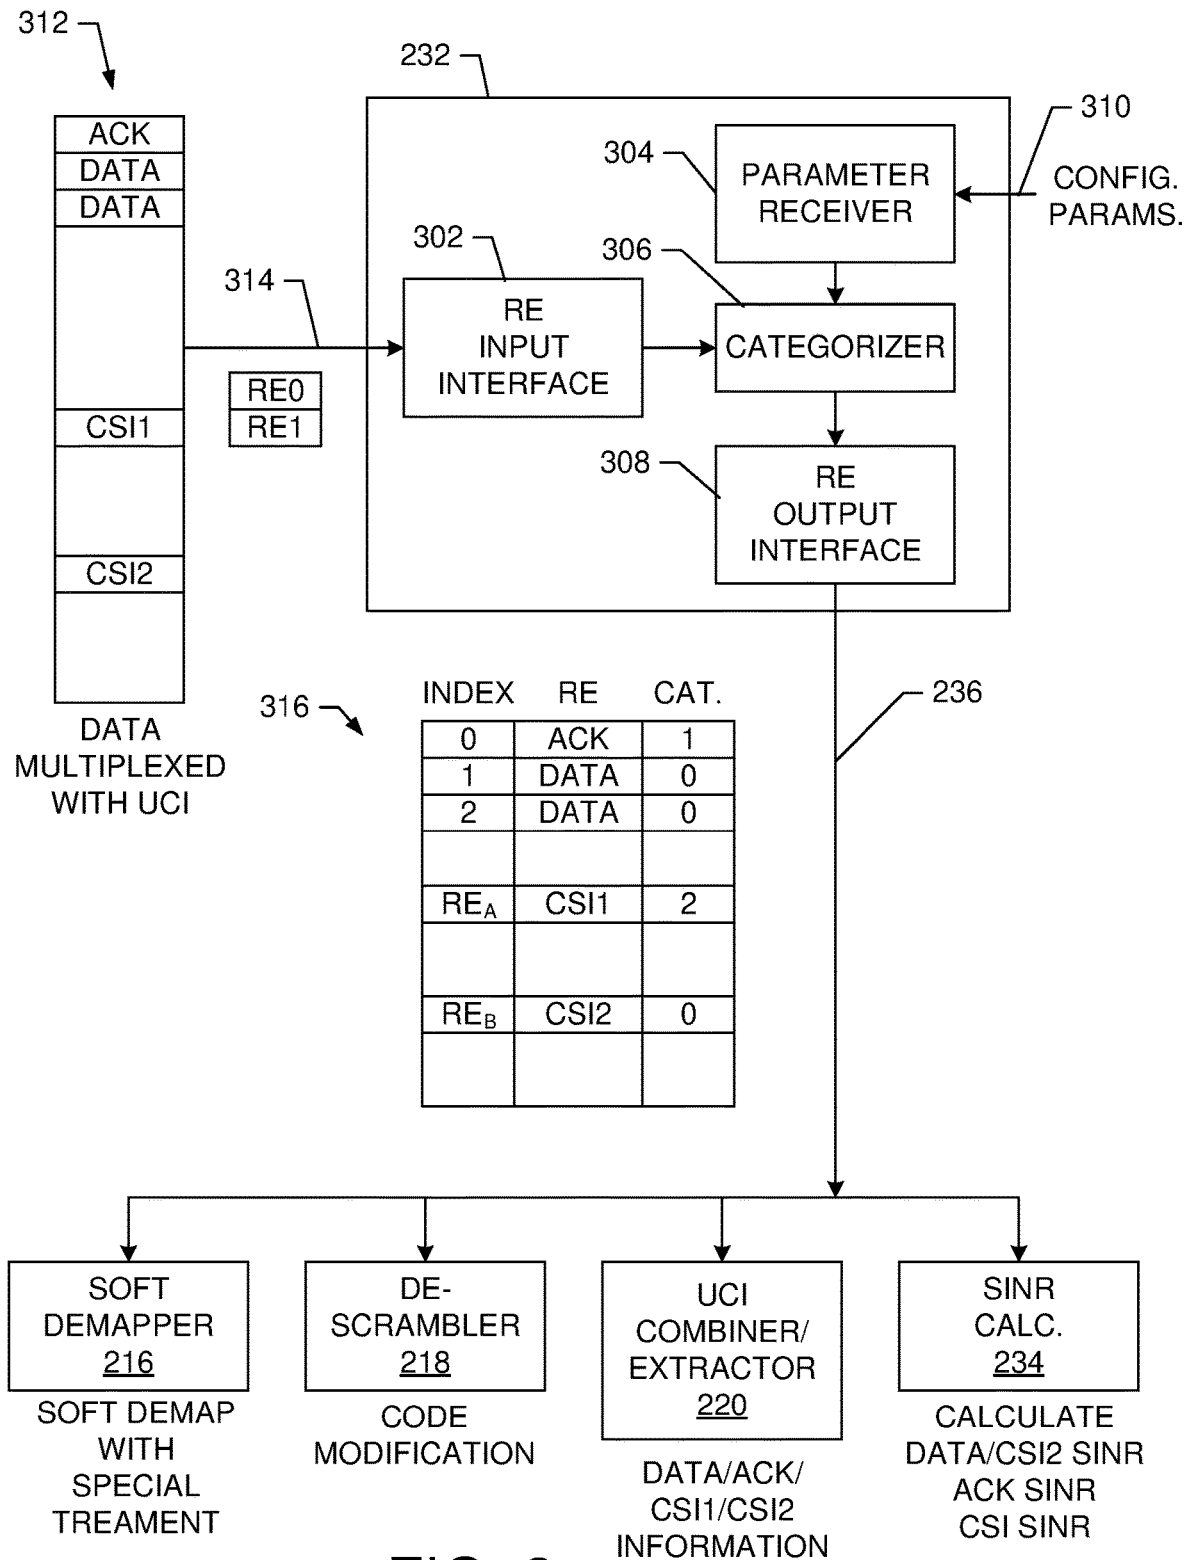 312
232
ACK
DATA
DATA
CSI1
CSI2
DATA
MULTIPLEXED
WITH UCI
314
RE0
RE1
302
RE
INPUT
INTERFACE
304
PARAMETER
RECEIVER
310
CONFIG.
PARAMS.
306
CATEGORIZER
308
RE
OUTPUT
INTERFACE
236
316
INDEX RE CAT.
0 ACK 1
1 DATA 0
2 DATA 0
REA CSI1 2
REB CSI2 0
SOFT
DEMAPPER
216
SOFT DEMAP
WITH
SPECIAL
TREAMENT
DE-
SCRAMBLER
218
CODE
MODIFICATION
UCI
COMBINER/
EXTRACTOR
220
DATA/ACK/
CSI1/CSI2
INFORMATION
SINR
CALC.
234
CALCULATE
DATA/CSI2 SINR
ACK SINR
CSI SINR